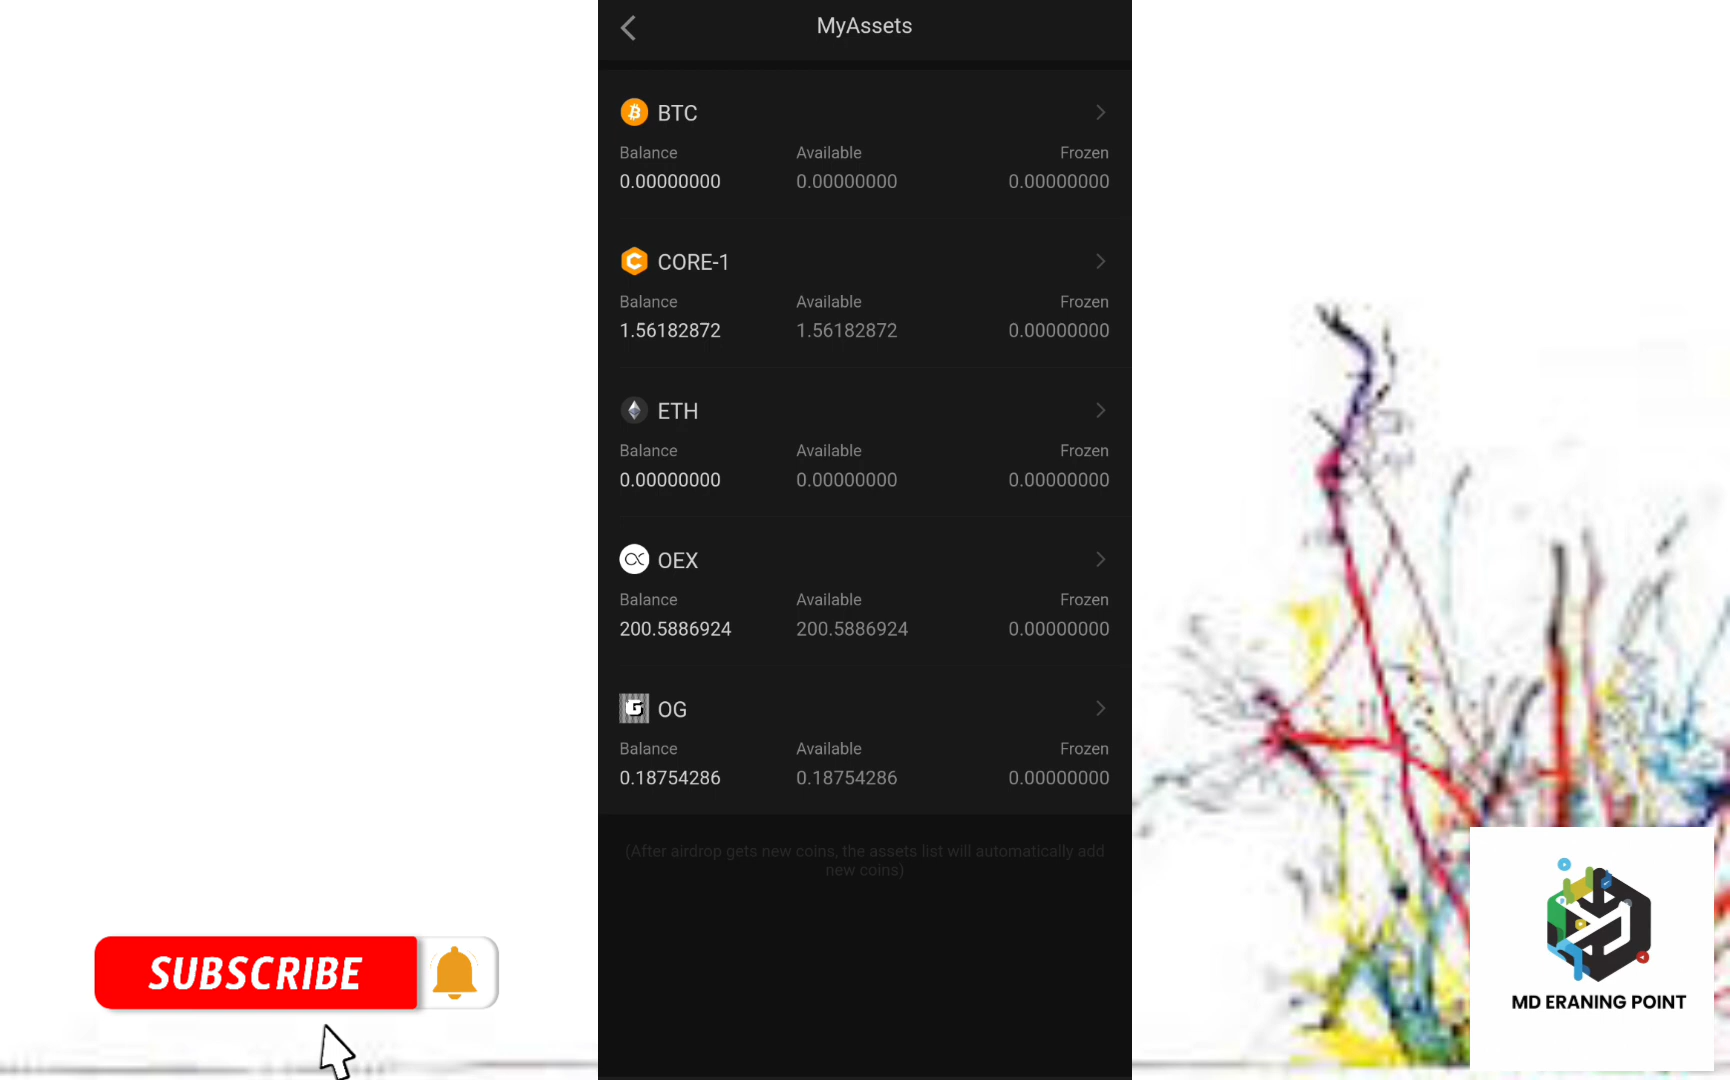 MyAssets
BTC
Balance Available Frozen
0.00000000 0.00000000 0.00000000
CORE-1
Balance Available Frozen
1.56182872 1.56182872 0.00000000
ETH
Balance Available Frozen
0.00000000 0.00000000 0.00000000
OEX
Balance Available Frozen
200.5886924 200.5886924 0.00000000
OG
Balance Available Frozen
0.18754286 0.18754286 0.00000000
(After airdrop gets new coins, the assets list will automatically add
new coins)
SUBSCRIBE
MD ERANING POINT